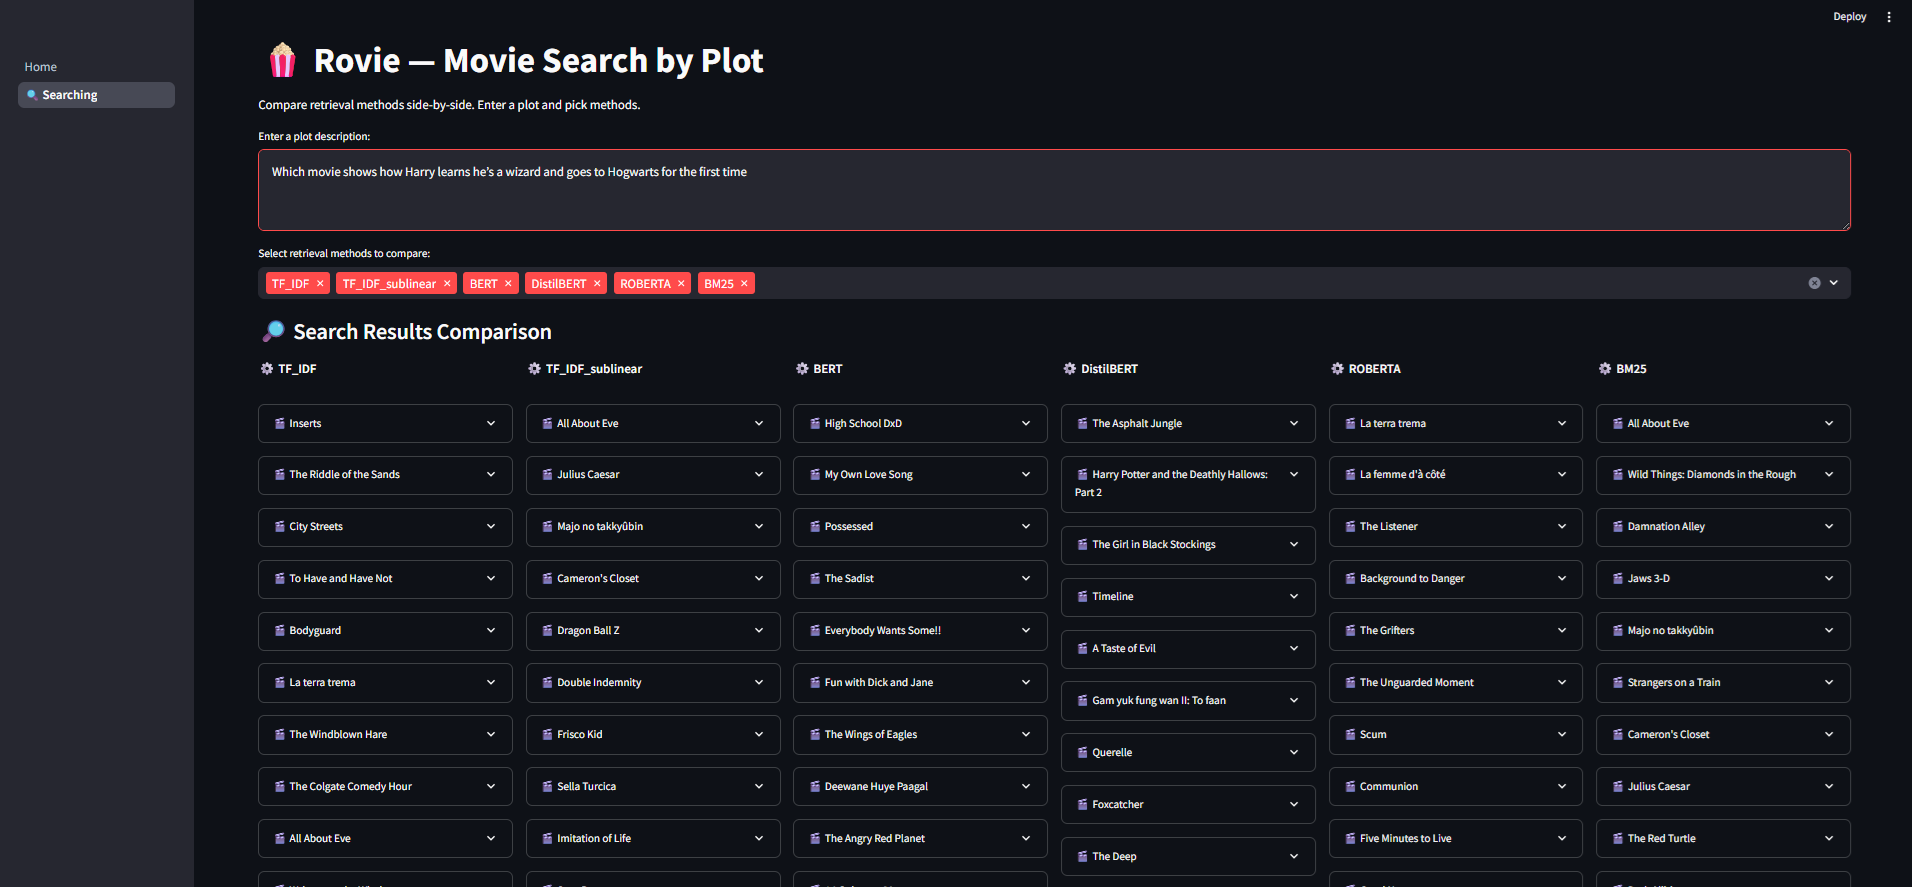 Deploy
Home
Searching
Rovie — Movie Search by Plot
Compare retrieval methods side-by-side. Enter a plot and pick methods.
Enter a plot description:
Which movie shows how Harry learns he's a wizard and goes to Hogwarts for the first time
Select retrieval methods to compare:
TF_IDF × TF_IDF_sublinear × BERT × DistilBERT × ROBERTA × BM25 ×
Search Results Comparison
TF_IDF
Inserts
The Riddle of the Sands
City Streets
To Have and Have Not
Bodyguard
La terra trema
The Windblown Hare
The Colgate Comedy Hour
All About Eve
TF_IDF_sublinear
All About Eve
Julius Caesar
Majo no takkyûbin
Cameron's Closet
Dragon Ball Z
Double Indemnity
Frisco Kid
Sella Turcica
Imitation of Life
BERT
High School DxD
My Own Love Song
Possessed
The Sadist
Everybody Wants Some!!
Fun with Dick and Jane
The Wings of Eagles
Deewane Huye Paagal
The Angry Red Planet
DistilBERT
The Asphalt Jungle
Harry Potter and the Deathly Hallows:
Part 2
The Girl in Black Stockings
Timeline
A Taste of Evil
Gam yuk fung wan II: To faan
Querelle
Foxcatcher
The Deep
ROBERTA
La terra trema
La femme d'à côté
The Listener
Background to Danger
The Grifters
The Unguarded Moment
Scum
Communion
Five Minutes to Live
BM25
All About Eve
Wild Things: Diamonds in the Rough
Damnation Alley
Jaws 3-D
Majo no takkyûbin
Strangers on a Train
Cameron's Closet
Julius Caesar
The Red Turtle